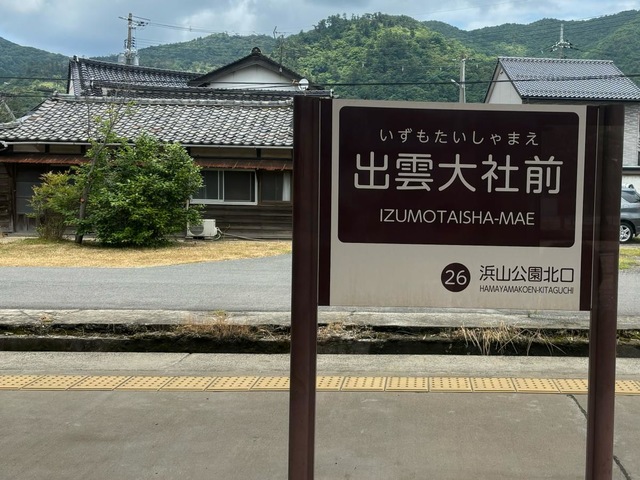 いずもたいしゃまえ
出雲大社前
IZUMOTAISHA-MAE
26 浜山公園北口
HAMAYAMAKOEN-KITAGUCHI